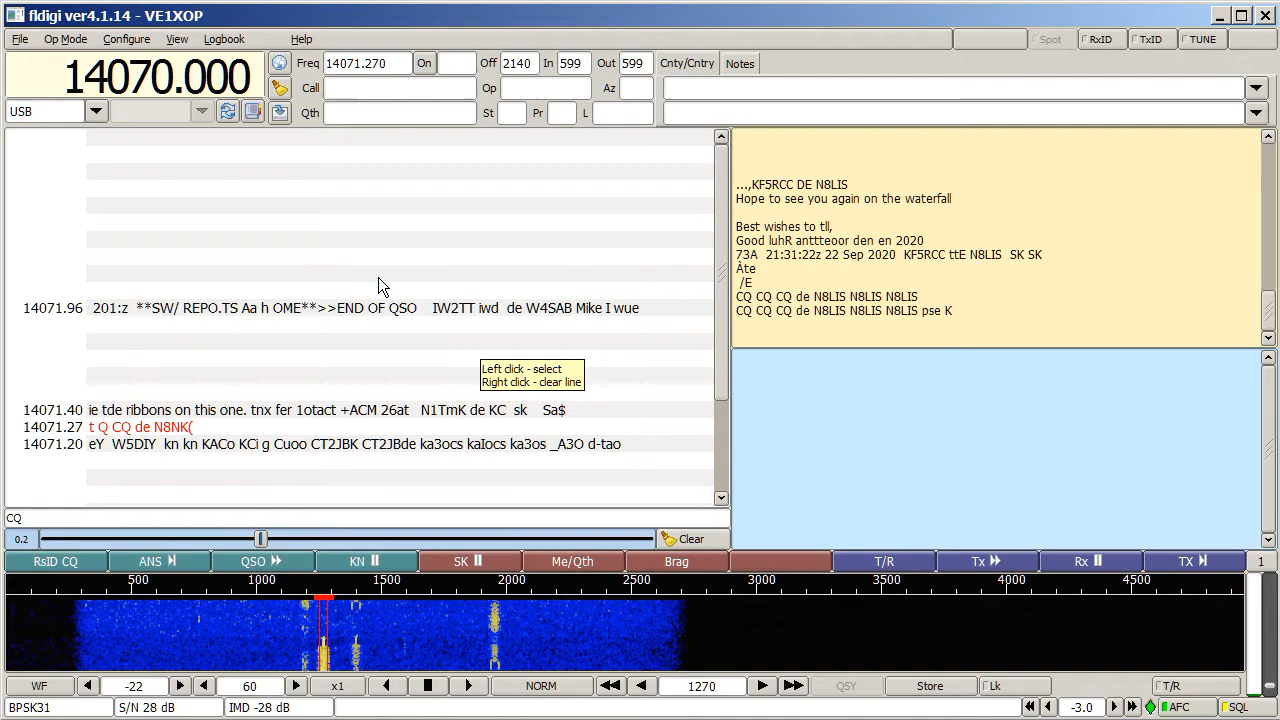 fldigi ver4.1.14 - VE1XOP
File Op Mode Configure View Logbook Help Spot RxID TxID TUNE
14070.000
Freq 14071.270 On Off 2140 In 599 Out 599 Cnty/Cntry Notes
Call Op Az
USB Qth St Pr L
14071.96 201:z **SW/ REPO.TS Aa h OME**>>END OF QSO IW2TT iwd de W4SAB Mike I wue
Left click - select
Right click - clear line
14071.40 ie tde ribbons on this one. tnx fer 1otact +ACM 26at N1TmK de KC sk Sa$
14071.27 t Q CQ de N8NK(
14071.20 eY W5DIY kn kn KACo KCi g Cuoo CT2JBK CT2JBde ka3ocs kaIocs ka3os _A3O d-tao
...,KF5RCC DE N8LIS
Hope to see you again on the waterfall
Best wishes to tll,
Good luhR anttteoor den en 2020
73A 21:31:22z 22 Sep 2020 KF5RCC ttE N8LIS SK SK
Àte
/E
CQ CQ CQ de N8LIS N8LIS N8LIS
CQ CQ CQ de N8LIS N8LIS N8LIS pse K
CQ
0.2 Clear
RsID CQ ANS QSO KN SK Me/Qth Brag T/R Tx Rx TX 1
500 1000 1500 2000 2500 3000 3500 4000 4500
WF -22 60 x1 NORM 1270 QSY Store Lk T/R
BPSK31 S/N 28 dB IMD -28 dB -3.0 AFC SQL